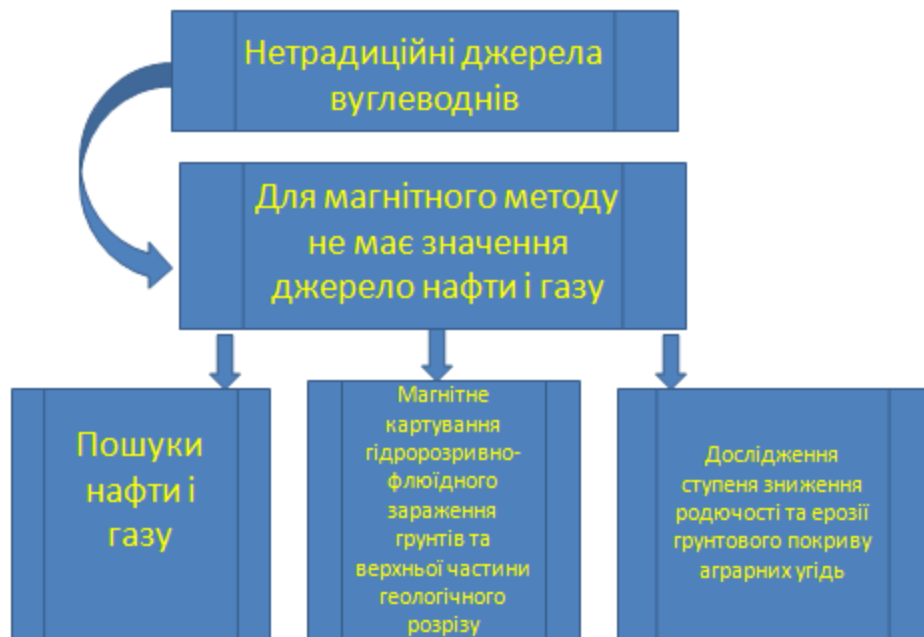 Нетрадиційні джерела
вуглеводнів
Для магнітного методу
не має значення
джерело нафти і газу
Пошуки
нафти і
газу
Магнітне
картування
гідророзривно-
флюїдного
зараження
грунтів та
верхньої частини
геологічного
розрізу
Дослідження
ступеня зниження
родючості та ерозії
грунтового покриву
аграрних угідь